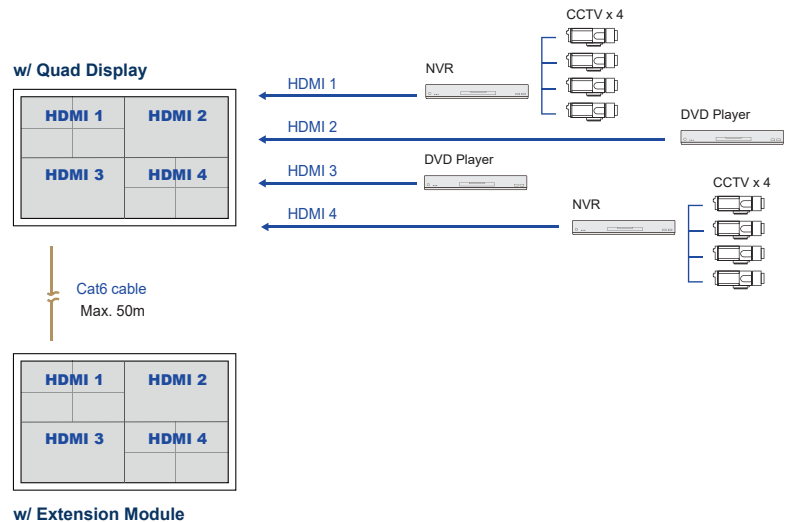 CCTV x 4
w/ Quad Display
NVR
HDMI 1
HDMI 1
HDMI 2
DVD Player
HDMI 2
DVD Player
HDMI 3
HDMI 3
HDMI 4
CCTV x 4
NVR
HDMI 4
Cat6 cable
Max. 50m
HDMI 1
HDMI 2
HDMI 3
HDMI 4
w/ Extension Module